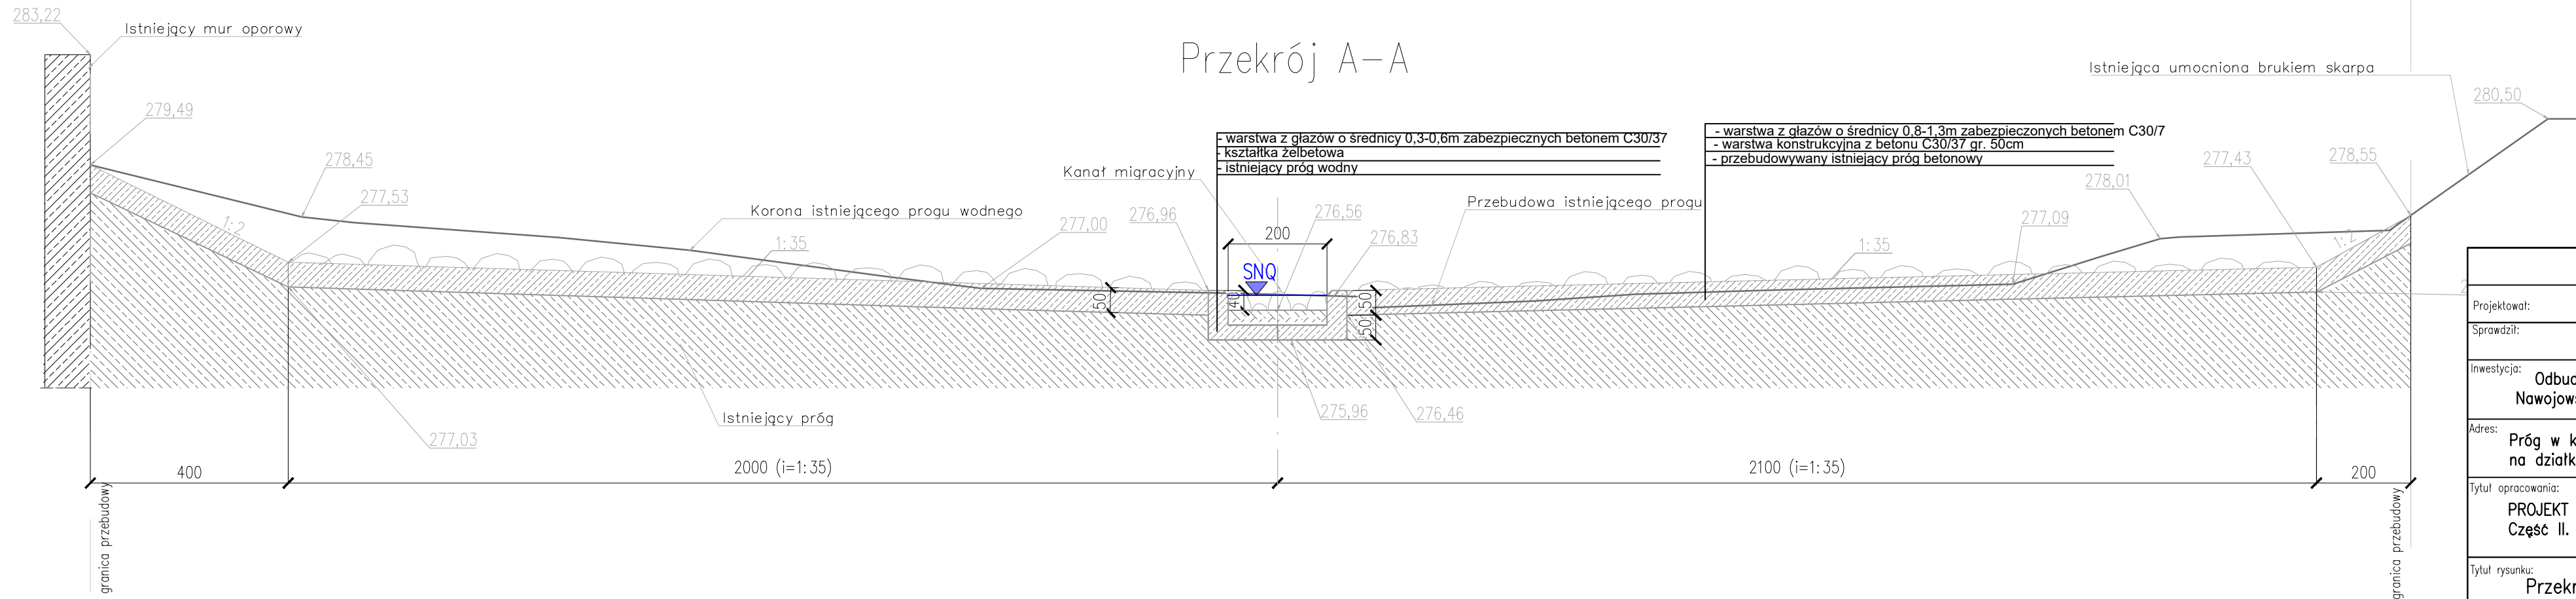 283,22
Istniejący mur oporowy
Przekrój A-A
Istniejąca umocniona brukiem skarpa
280,50
279,49
278,45
277,53
1:2
Korona istniejącego progu wodnego
1:35
277,00
276,96
Kanał migracyjny
- warstwa z głazów o średnicy 0,3-0,6m zabezpiecznych betonem C30/37
- kształtka żelbetowa
- istniejący próg wodny
276,56
200
SNQ
276,83
Przebudowa istniejącego progu
- warstwa z głazów o średnicy 0,8-1,3m zabezpieczonych betonem C30/7
- warstwa konstrukcyjna z betonu C30/37 gr. 50cm
- przebudowywany istniejący próg betonowy
1:35
277,09
278,01
277,43
278,55
1:2
50
40
50
50
Istniejący próg
277,03
275,96
276,46
400
2000 (i=1:35)
2100 (i=1:35)
200
granica przebudowy
granica przebudowy
Projektował:
Sprawdził:
Inwestycja:
Odbud
Nawojows
Adres:
Próg w k
na działk
Tytuł opracowania:
PROJEKT
Część II.
Tytuł rysunku:
Przekr